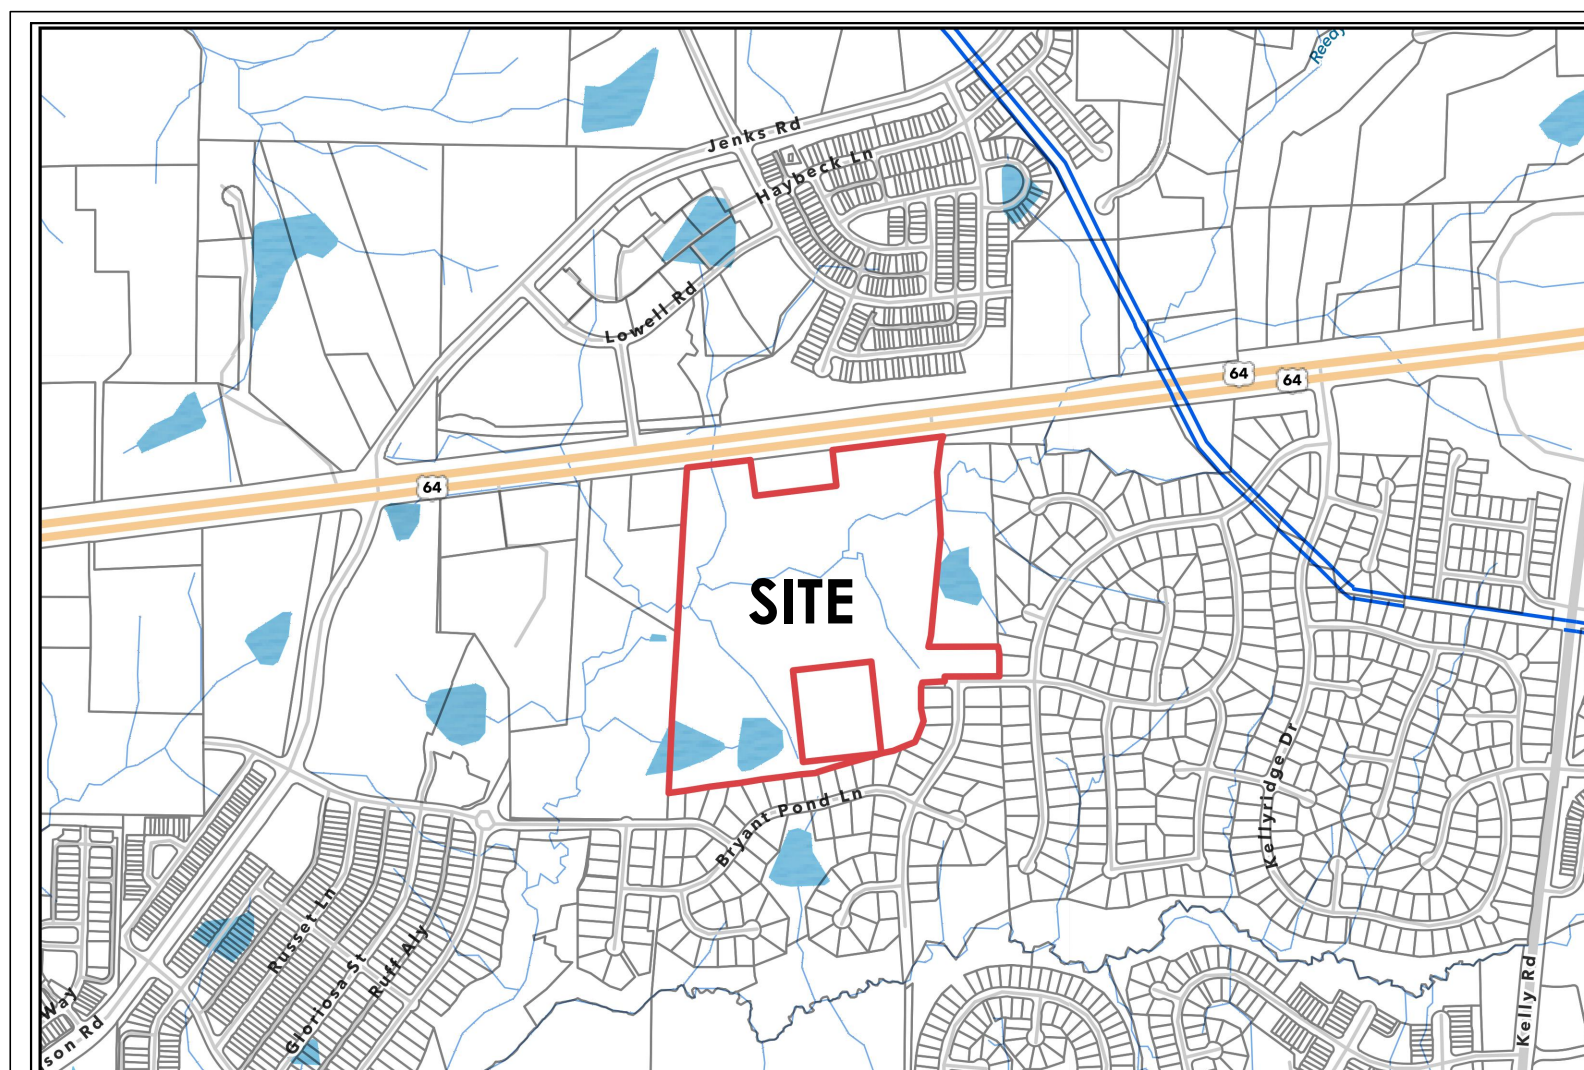 Reedy
Jenks Rd
Haybeck Ln
Lowell Rd
64
64
64
SITE
Bryant Pond Ln
Kellyridge Dr
Russet Ln
Ruff Aly
Gloriosa St
Way
son Rd
Kelly Rd